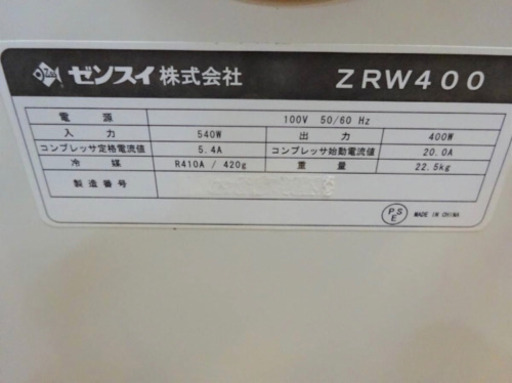 ゼンスイ株式会社 ZRW400
電源 100V 50/60 Hz
入力 540W 出力 400W
コンプレッサ定格電流値 5.4A コンプレッサ始動電流値 20.0A
冷媒 R410A / 420g 重量 22.5kg
製造番号
PSE MADE IN CHINA